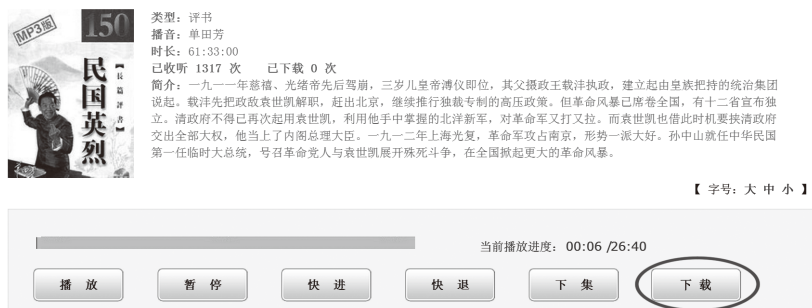 MP3版
150
民国英烈
【长篇评书】
类型：评书
播音：单田芳
时长：61:33:00
已收听 1317 次 已下载 0 次
简介：一九一一年慈禧、光绪帝先后驾崩，三岁儿皇帝溥仪即位，其父摄政王载沣执政，建立起由皇族把持的统治集团
说起。载沣先把政敌袁世凯解职，赶出北京，继续推行独裁专制的高压政策。但革命风暴已席卷全国，有十二省宣布独
立。清政府不得已再次起用袁世凯，利用他手中掌握的北洋新军，对革命军又打又拉。而袁世凯也借此时机要挟清政府
交出全部大权，他当上了内阁总理大臣。一九一二年上海光复，革命军攻占南京，形势一派大好。孙中山就任中华民国
第一任临时大总统，号召革命党人与袁世凯展开殊死斗争，在全国掀起更大的革命风暴。
【 字号：大 中 小 】
当前播放进度： 00:06 /26:40
播 放 暂 停 快 进 快 退 下 集 下 载